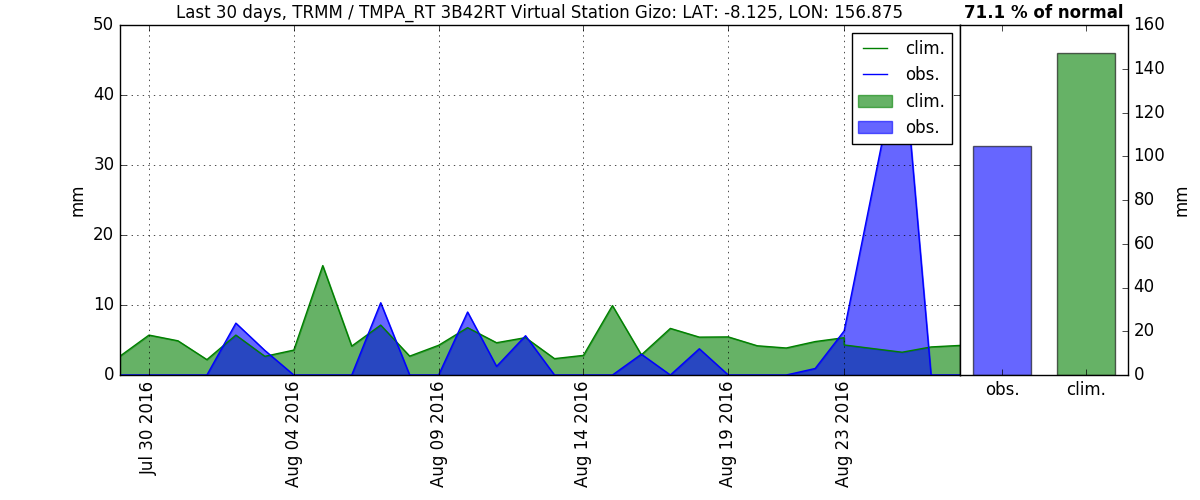 Last 30 days, TRMM / TMPA_RT 3B42RT Virtual Station Gizo: LAT: -8.125, LON: 156.875
71.1 % of normal
50
40
30
20
10
0
mm
clim.
obs.
clim.
obs.
Jul 30 2016
Aug 04 2016
Aug 09 2016
Aug 14 2016
Aug 19 2016
Aug 23 2016
160
140
120
100
80
60
40
20
0
mm
obs.
clim.